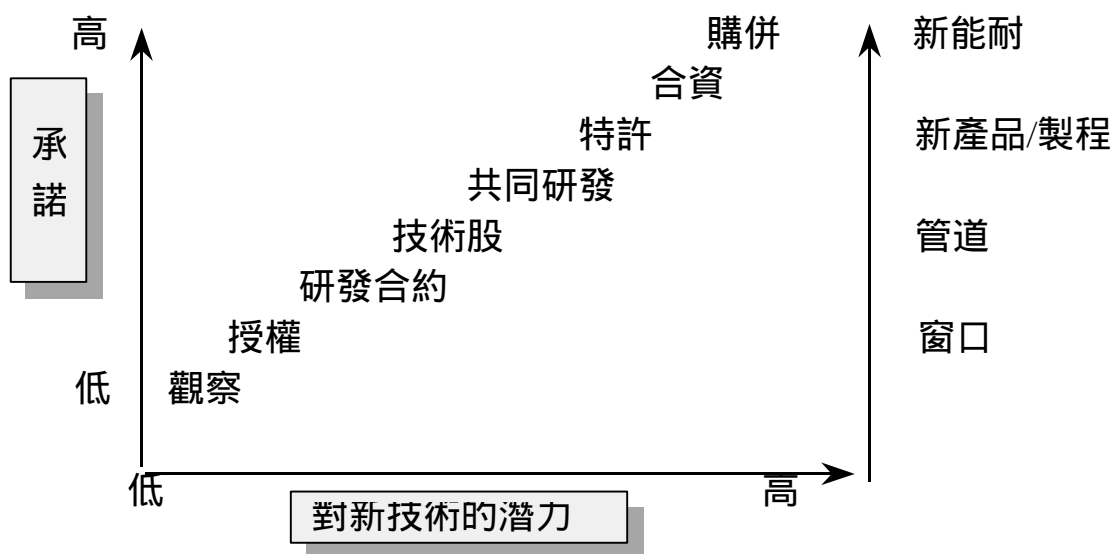 高 購併 新能耐
合資
承諾 特許 新產品/製程
共同研發
技術股 管道
研發合約
授權 窗口
低 觀察
低 高
對新技術的潛力